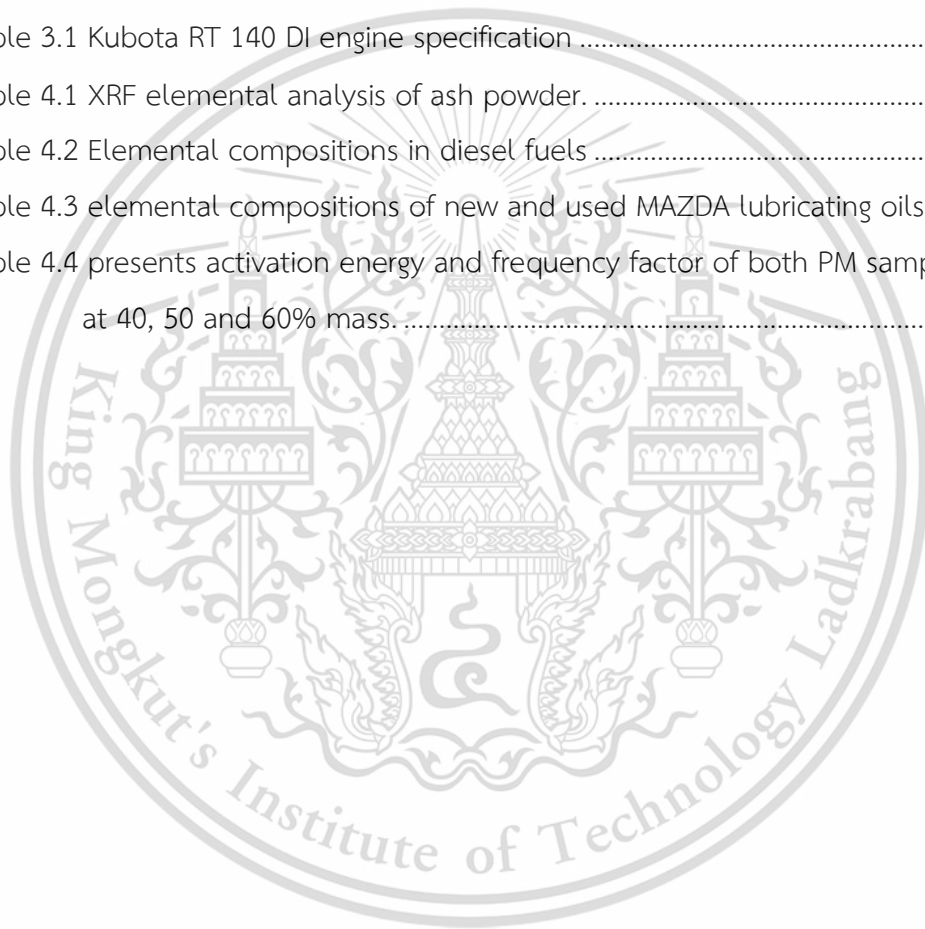 ble 3.1 Kubota RT 140 DI engine specification ........................................
ble 4.1 XRF elemental analysis of ash powder. ........................................
ble 4.2 Elemental compositions in diesel fuels ........................................
ble 4.3 elemental compositions of new and used MAZDA lubricating oils
ble 4.4 presents activation energy and frequency factor of both PM samp
at 40, 50 and 60% mass. ........................................
King Mongkut's Institute of Technology Ladkrabang